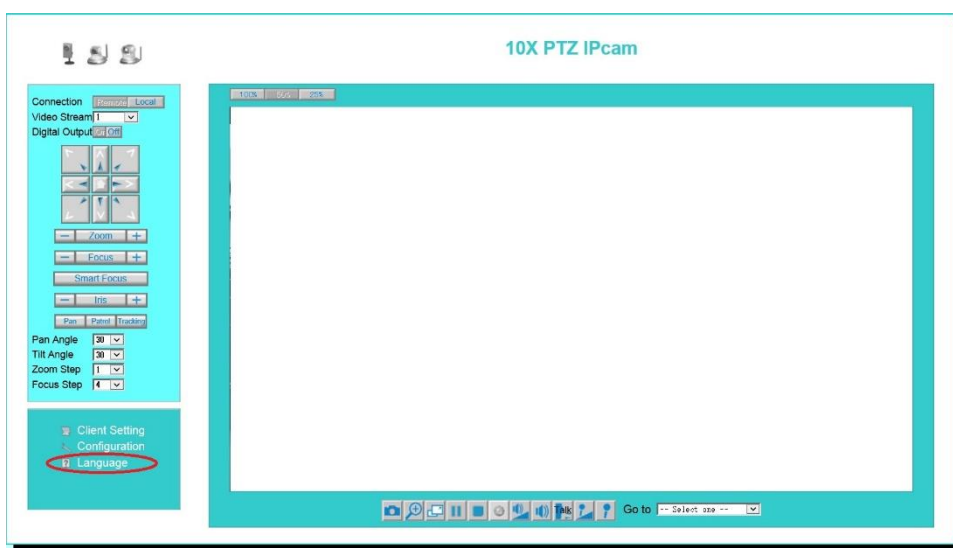 10X PTZ IPcam
Connection Remote Local
Video Stream 1
Digital Output On Off
Zoom
Focus
Smart Focus
Iris
Pan Patrol Tracking
Pan Angle 30
Tilt Angle 30
Zoom Step 1
Focus Step 4
Client Setting
Configuration
Language
100% 50% 25%
Talk
Go to -- Select one --